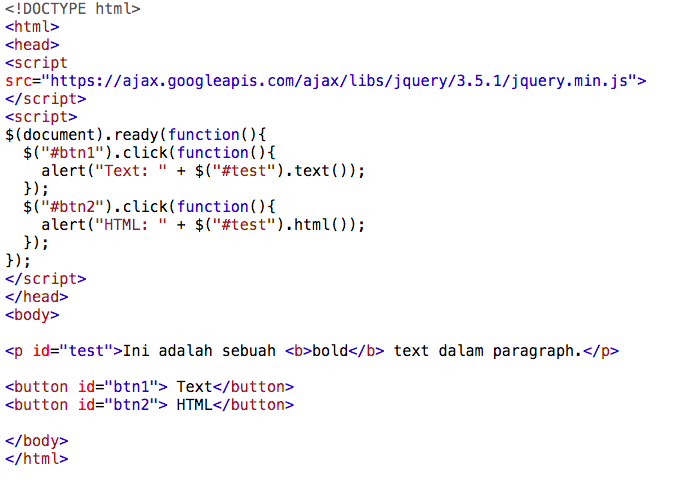 <!DOCTYPE html>
<html>
<head>
<script
src="https://ajax.googleapis.com/ajax/libs/jquery/3.5.1/jquery.min.js">
</script>
<script>
$(document).ready(function(){
  $("#btn1").click(function(){
    alert("Text: " + $("#test").text());
  });
  $("#btn2").click(function(){
    alert("HTML: " + $("#test").html());
  });
});
</script>
</head>
<body>

<p id="test">Ini adalah sebuah <b>bold</b> text dalam paragraph.</p>

<button id="btn1"> Text</button>
<button id="btn2"> HTML</button>

</body>
</html>